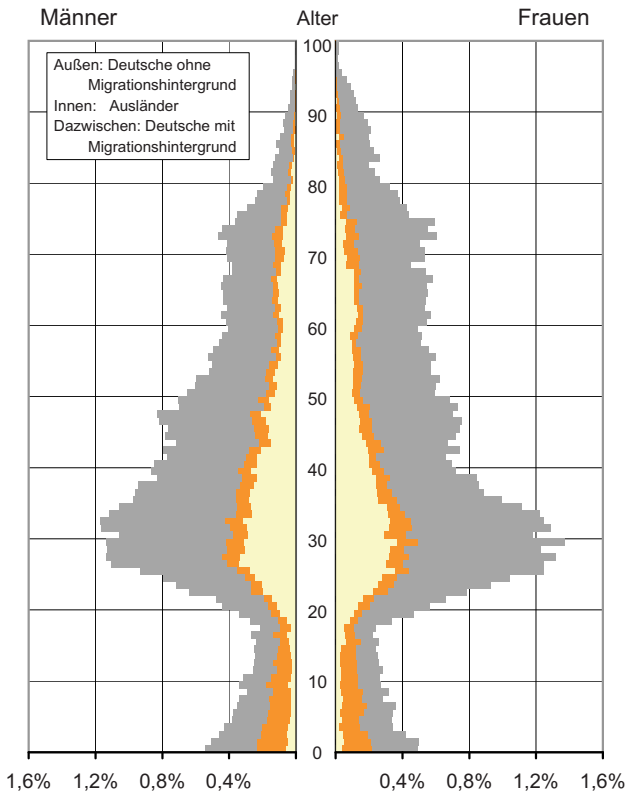 Männer Alter Frauen
100
Außen: Deutsche ohne
Migrationshintergrund
Innen: Ausländer
Dazwischen: Deutsche mit
Migrationshintergrund
90
80
70
60
50
40
30
20
10
0
1,6% 1,2% 0,8% 0,4% 0,4% 0,8% 1,2% 1,6%